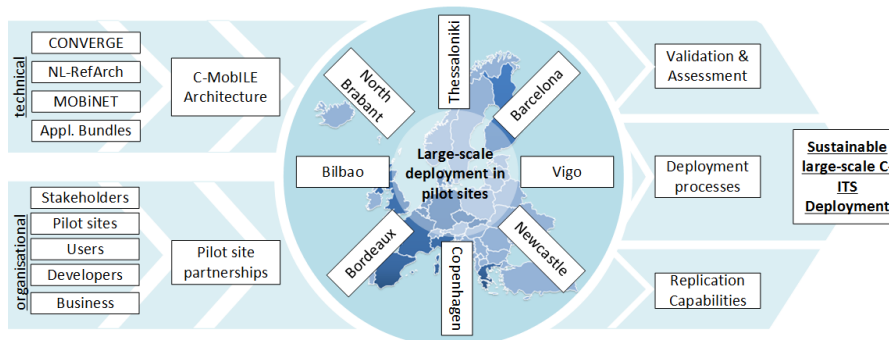 technical
CONVERGE
NL-RefArch
MOBiNET
Appl. Bundles
C-MobILE
Architecture
organisational
Stakeholders
Pilot sites
Users
Developers
Business
Pilot site
partnerships
Thessaloniki
North
Brabant
Barcelona
Bilbao
Large-scale
deployment in
pilot sites
Vigo
Bordeaux
Copenhagen
Newcastle
Validation &
Assessment
Deployment
processes
Replication
Capabilities
Sustainable
large-scale C-
ITS
Deployment